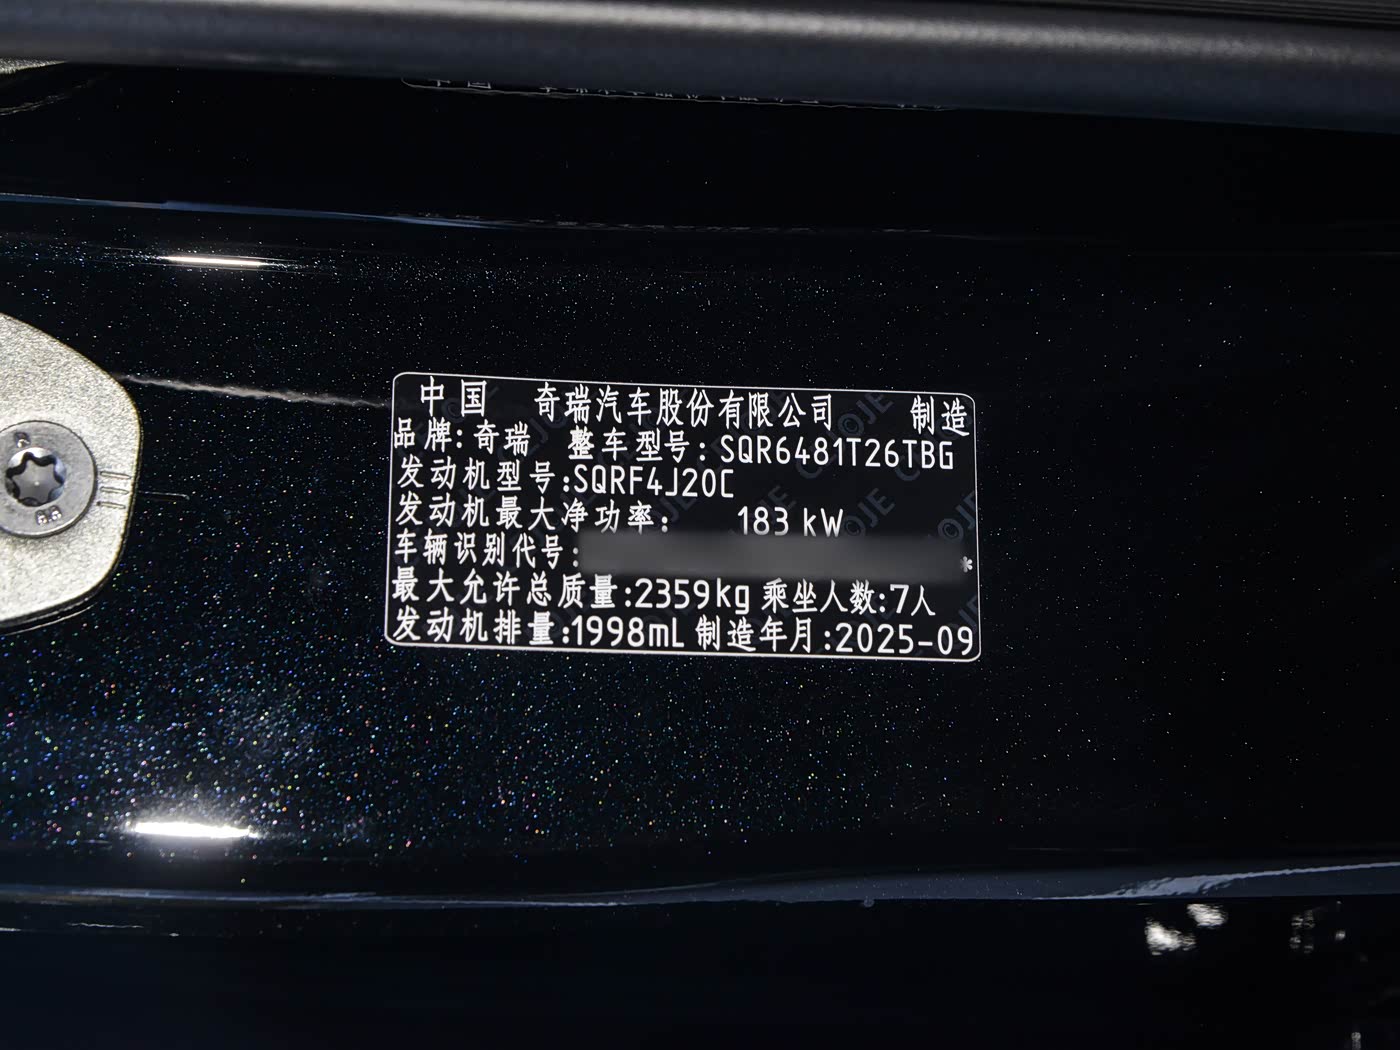 中国 奇瑞汽车股份有限公司 制造
品牌:奇瑞 整车型号:SQR6481T26TBG
发动机型号:SQRF4J20C
发动机最大净功率: 183 kW
车辆识别代号: *
最大允许总质量:2359kg 乘坐人数:7人
发动机排量:1998mL 制造年月:2025-09
6.6